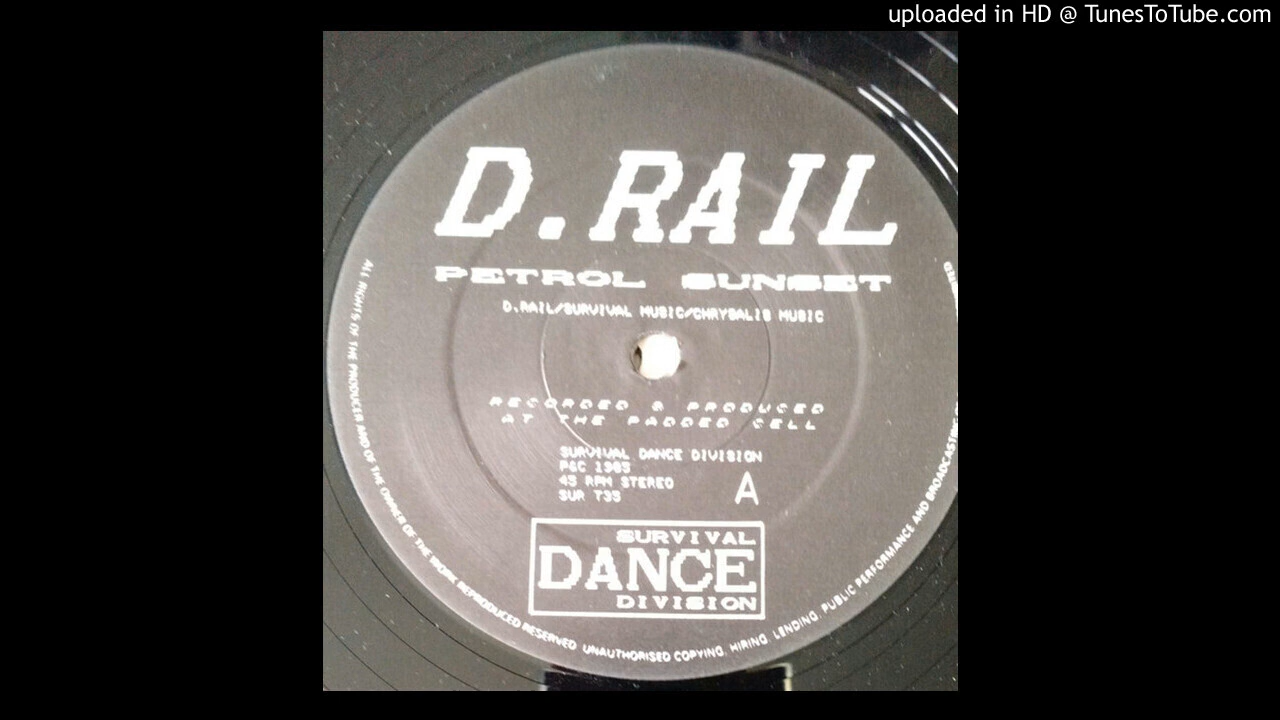 uploaded in HD @ TunesToTube.com
D.RAIL
PETROL SUNSET
D.RAIL/SURVIVAL MUSIC/CHRYSALIS MUSIC
RECORDED & PRODUCED
AT THE PADDED CELL
SURVIVAL DANCE DIVISION
P&C 1985
45 RPM STEREO
SUR T35
A
SURVIVAL
DANCE
DIVISION
ALL RIGHTS OF THE PRODUCER AND OF THE OWNER OF THE WORK REPRODUCED RESERVED. UNAUTHORISED COPYING, HIRING, LENDING, PUBLIC PERFORMANCE AND BROADCASTING